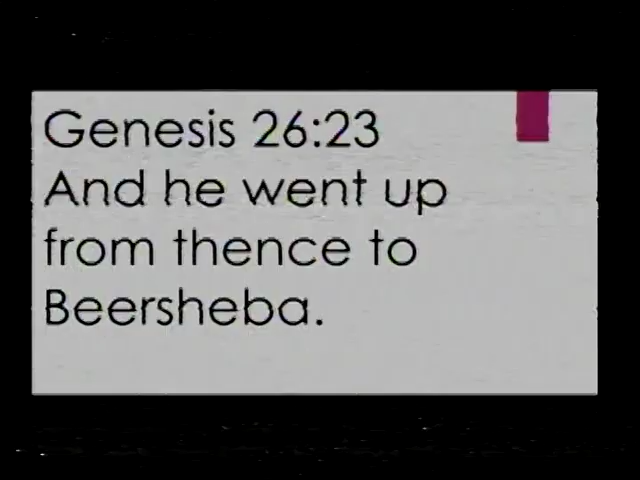 Genesis 26:23
And he went up
from thence to
Beersheba.